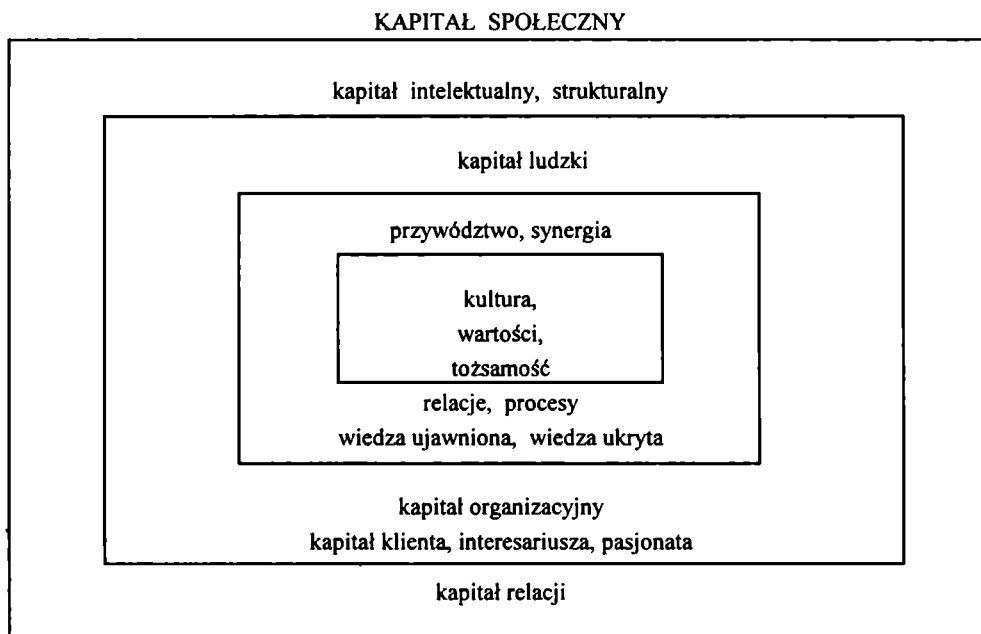 KAPITAŁ SPOŁECZNY
kapitał intelektualny, strukturalny
kapitał ludzki
przywództwo, synergia
kultura,
wartości,
tożsamość
relacje, procesy
wiedza ujawniona, wiedza ukryta
kapitał organizacyjny
kapitał klienta, interesariusza, pasjonata
kapitał relacji